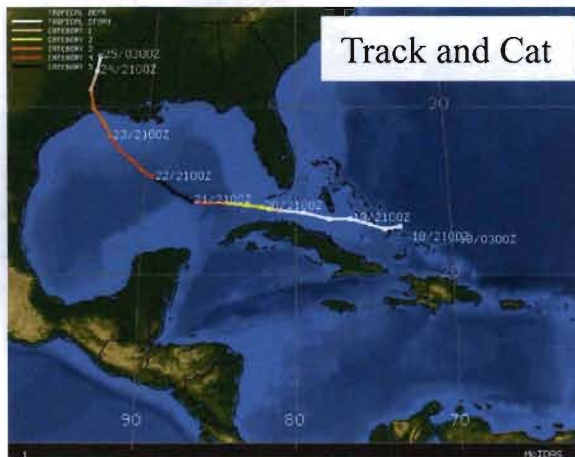 TROPICAL DEPR
TROPICAL STORM
CATEGORY 1
CATEGORY 2
CATEGORY 3
CATEGORY 4
CATEGORY 5
Track and Cat
25/0300Z
24/2100Z
30
23/2100Z
22/2100Z
21/2100Z
20/2100Z
19/2100Z
18/2100Z
18/0300Z
20
90
80
70
1
McIDAS